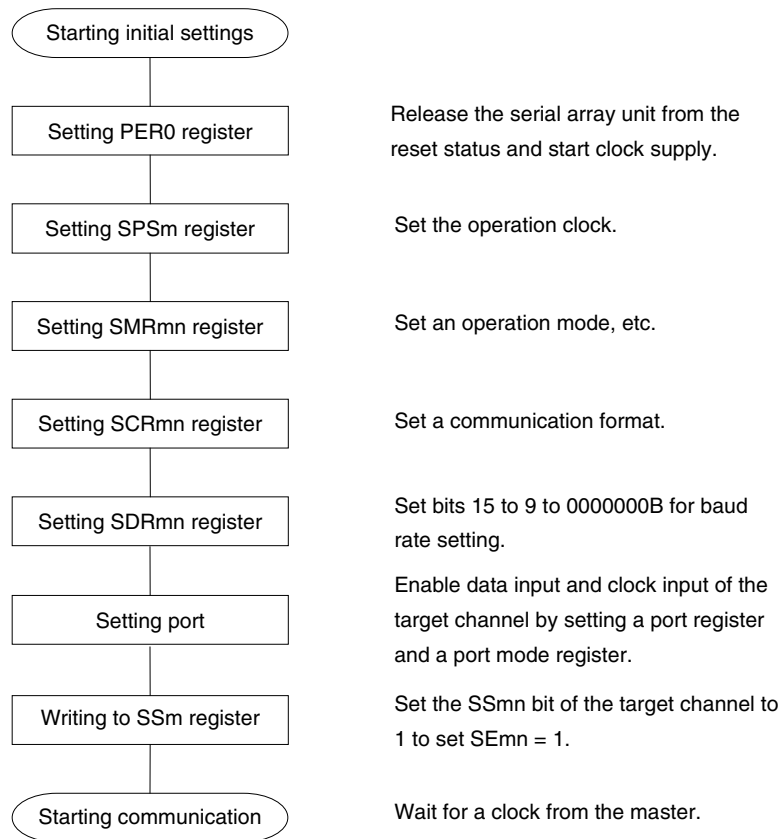 Starting initial settings
Setting PER0 register
Release the serial array unit from the
reset status and start clock supply.
Setting SPSm register
Set the operation clock.
Setting SMRmn register
Set an operation mode, etc.
Setting SCRmn register
Set a communication format.
Setting SDRmn register
Set bits 15 to 9 to 0000000B for baud
rate setting.
Setting port
Enable data input and clock input of the
target channel by setting a port register
and a port mode register.
Writing to SSm register
Set the SSmn bit of the target channel to
1 to set SEmn = 1.
Starting communication
Wait for a clock from the master.